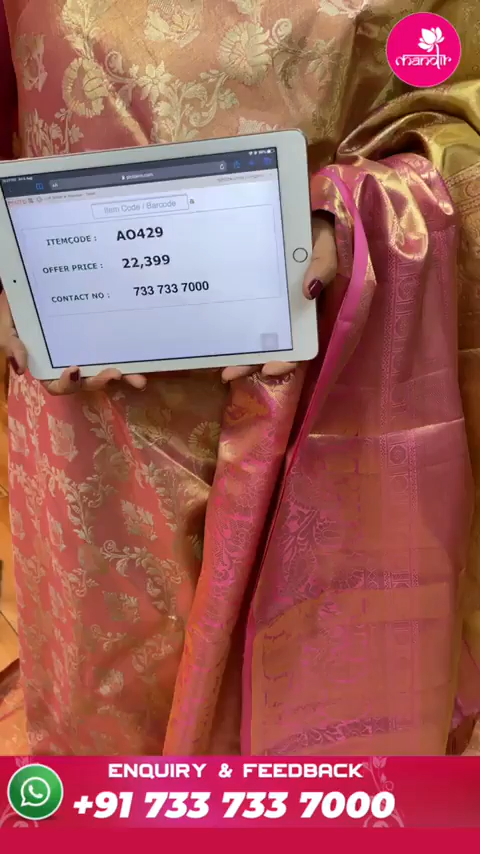 mandir
Item Code / Barcode
ITEMCODE : AO429
OFFER PRICE : 22,399
CONTACT NO : 733 733 7000
ENQUIRY & FEEDBACK
+91 733 733 7000